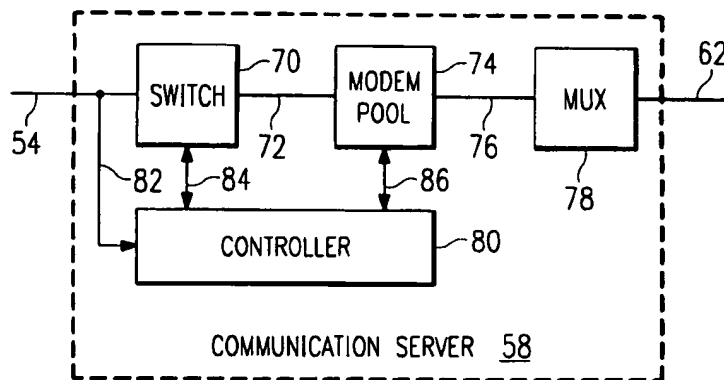 70
74
62
SWITCH
MODEM
POOL
MUX
54
72
76
82
84
86
78
CONTROLLER
80
COMMUNICATION SERVER 58